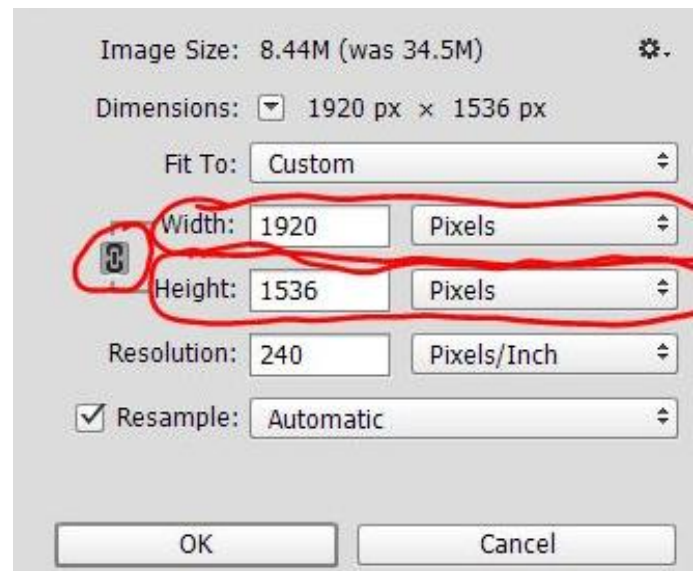 Image Size: 8.44M (was 34.5M)
Dimensions: 1920 px × 1536 px
Fit To: Custom
Width: 1920 Pixels
Height: 1536 Pixels
Resolution: 240 Pixels/Inch
Resample: Automatic
OK Cancel